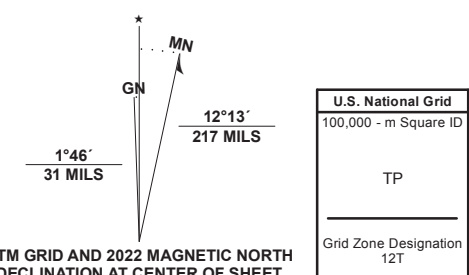 ★
MN
GN
12°13´
217 MILS
1°46´
31 MILS
TM GRID AND 2022 MAGNETIC NORTH
DECLINATION AT CENTER OF SHEET
U.S. National Grid
100,000 - m Square ID
TP
Grid Zone Designation
12T